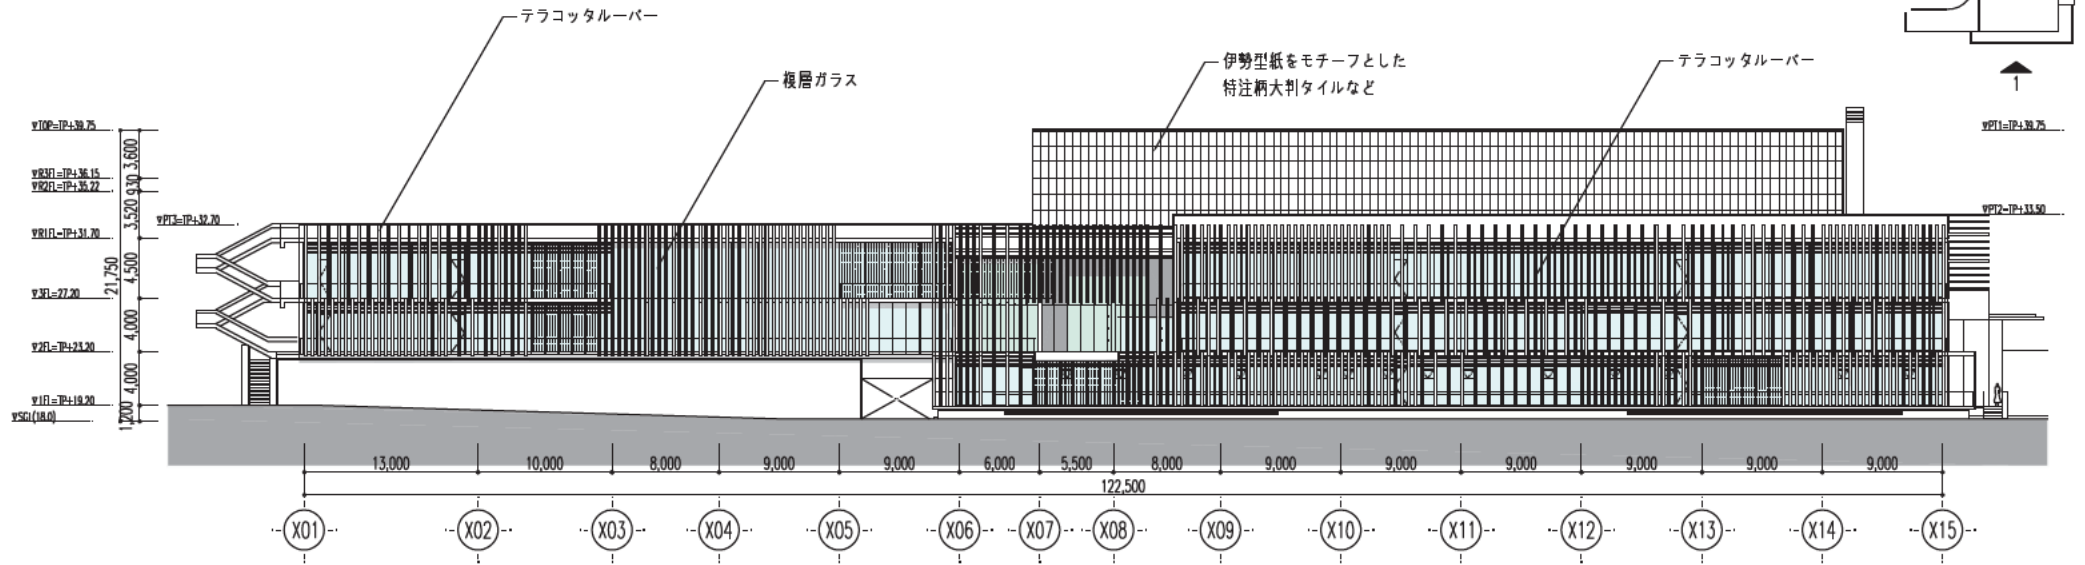 テラコッタルーバー
複層ガラス
伊勢型紙をモチーフとした
特注柄大判タイルなど
テラコッタルーバー
1
▽TOP=TP+39.75
▽R3FL=TP+36.15
▽R2FL=TP+35.22
▽PT3=TP+32.70
▽R1FL=TP+31.70
▽3FL=27.20
▽2FL=TP+23.20
▽1FL=TP+19.20
▽SGL(18.0)
3,600
930
3,520
4,500
4,000
4,000
1,200
21,750
▽PT1=TP+39.75
▽PT2=TP+33.50
13,000 10,000 8,000 9,000 9,000 6,000 5,500 8,000 9,000 9,000 9,000 9,000 9,000 9,000
122,500
X01 X02 X03 X04 X05 X06 X07 X08 X09 X10 X11 X12 X13 X14 X15